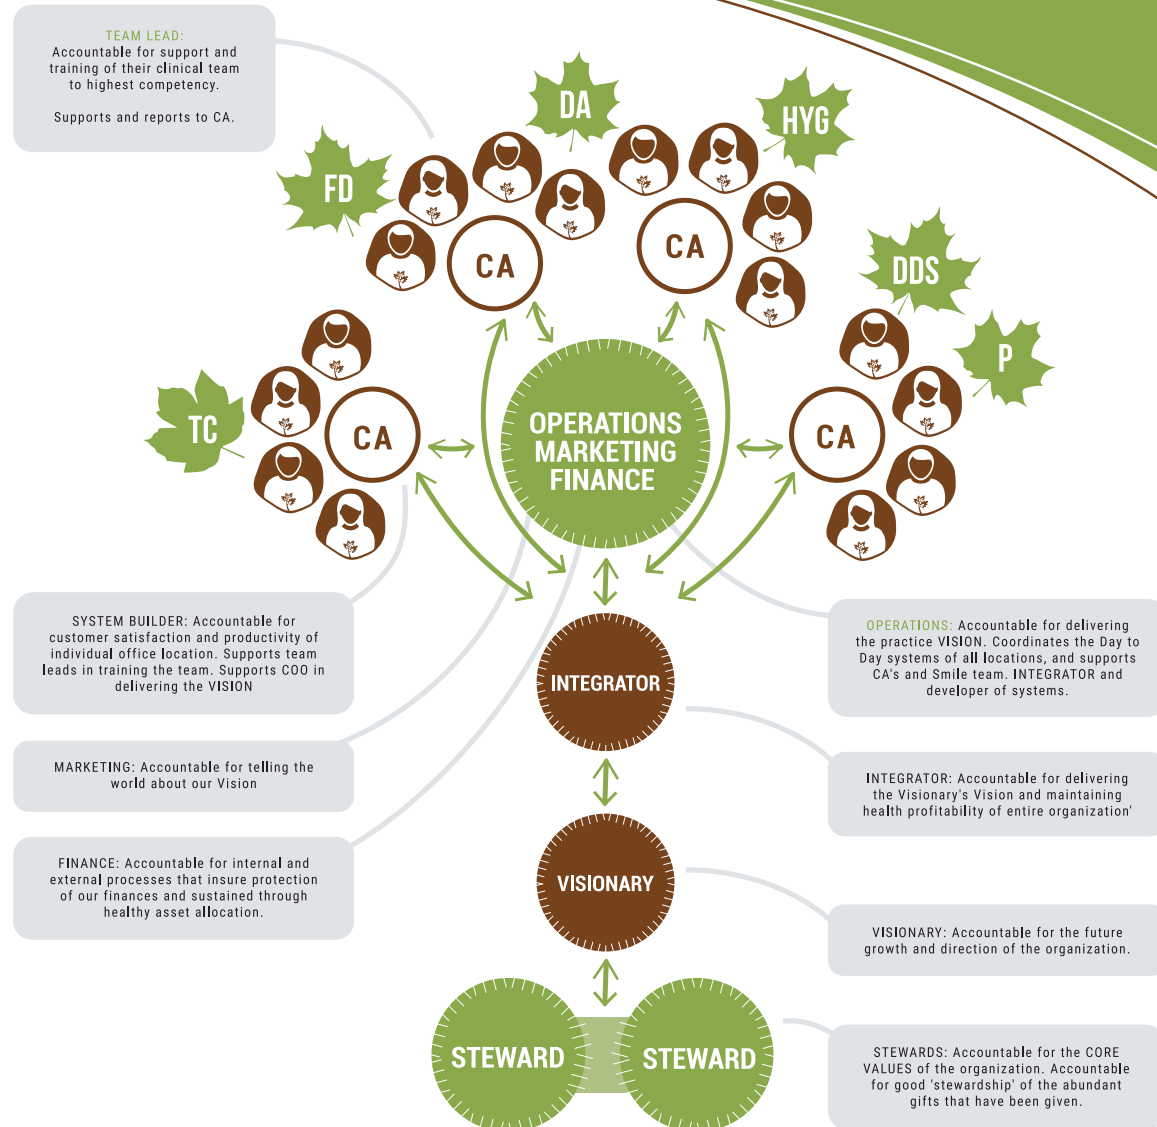 TEAM LEAD:
Accountable for support and
training of their clinical team
to highest competency.
Supports and reports to CA.
DA
HYG
FD
CA
CA
DDS
P
TC
CA
CA
OPERATIONS
MARKETING
FINANCE
SYSTEM BUILDER: Accountable for
customer satisfaction and productivity of
individual office location. Supports team
leads in training the team. Supports COO in
delivering the VISION
OPERATIONS: Accountable for delivering
the practice VISION. Coordinates the Day to
Day systems of all locations, and supports
CA's and Smile team. INTEGRATOR and
developer of systems.
INTEGRATOR
MARKETING: Accountable for telling the
world about our Vision
INTEGRATOR: Accountable for delivering
the Visionary's Vision and maintaining
health profitability of entire organization'
FINANCE: Accountable for internal and
external processes that insure protection
of our finances and sustained through
healthy asset allocation.
VISIONARY
VISIONARY: Accountable for the future
growth and direction of the organization.
STEWARD
STEWARD
STEWARDS: Accountable for the CORE
VALUES of the organization. Accountable
for good 'stewardship' of the abundant
gifts that have been given.